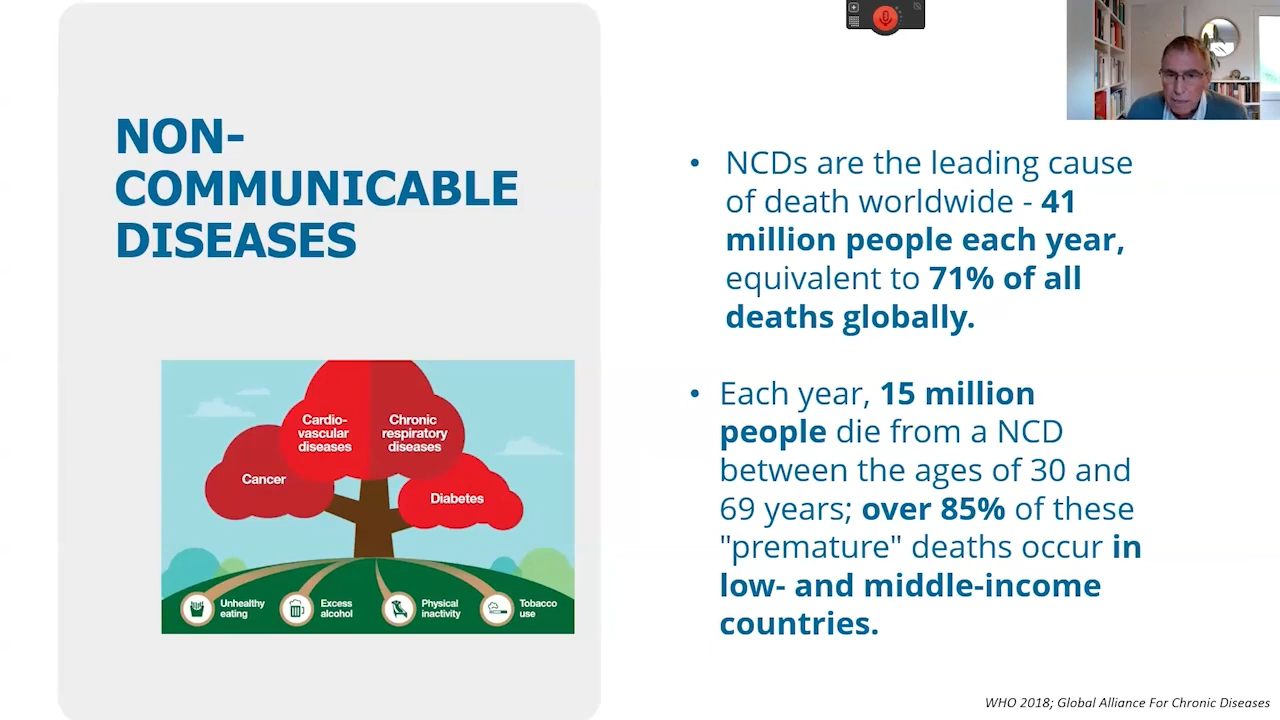 NON-
COMMUNICABLE
DISEASES
Cardio-
vascular
diseases
Chronic
respiratory
diseases
Cancer
Diabetes
Unhealthy
eating
Excess
alcohol
Physical
inactivity
Tobacco
use
• NCDs are the leading cause
of death worldwide - 41
million people each year,
equivalent to 71% of all
deaths globally.
• Each year, 15 million
people die from a NCD
between the ages of 30 and
69 years; over 85% of these
"premature" deaths occur in
low- and middle-income
countries.
WHO 2018; Global Alliance For Chronic Diseases